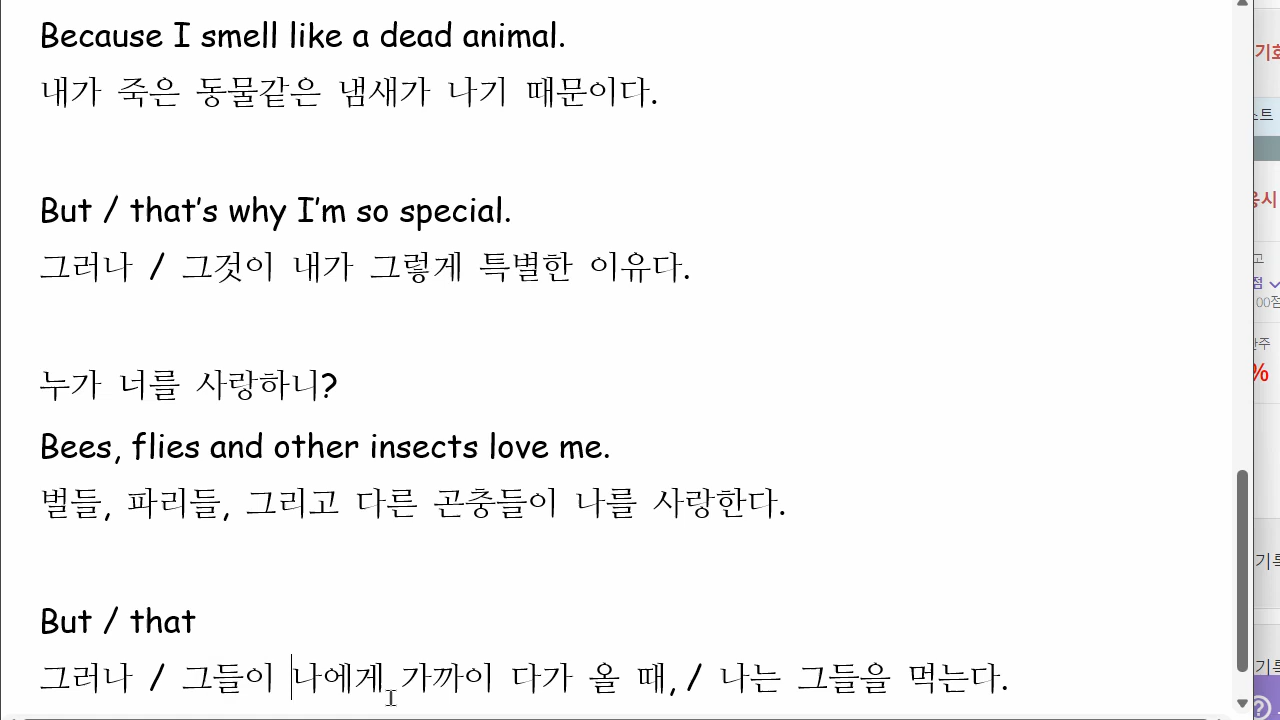 Because I smell like a dead animal.
내가 죽은 동물같은 냄새가 나기 때문이다.
But / that's why I'm so special.
그러나 / 그것이 내가 그렇게 특별한 이유다.
누가 너를 사랑하니?
Bees, flies and other insects love me.
벌들, 파리들, 그리고 다른 곤충들이 나를 사랑한다.
But / that
그러나 / 그들이 나에게 가까이 다가 올 때, / 나는 그들을 먹는다.